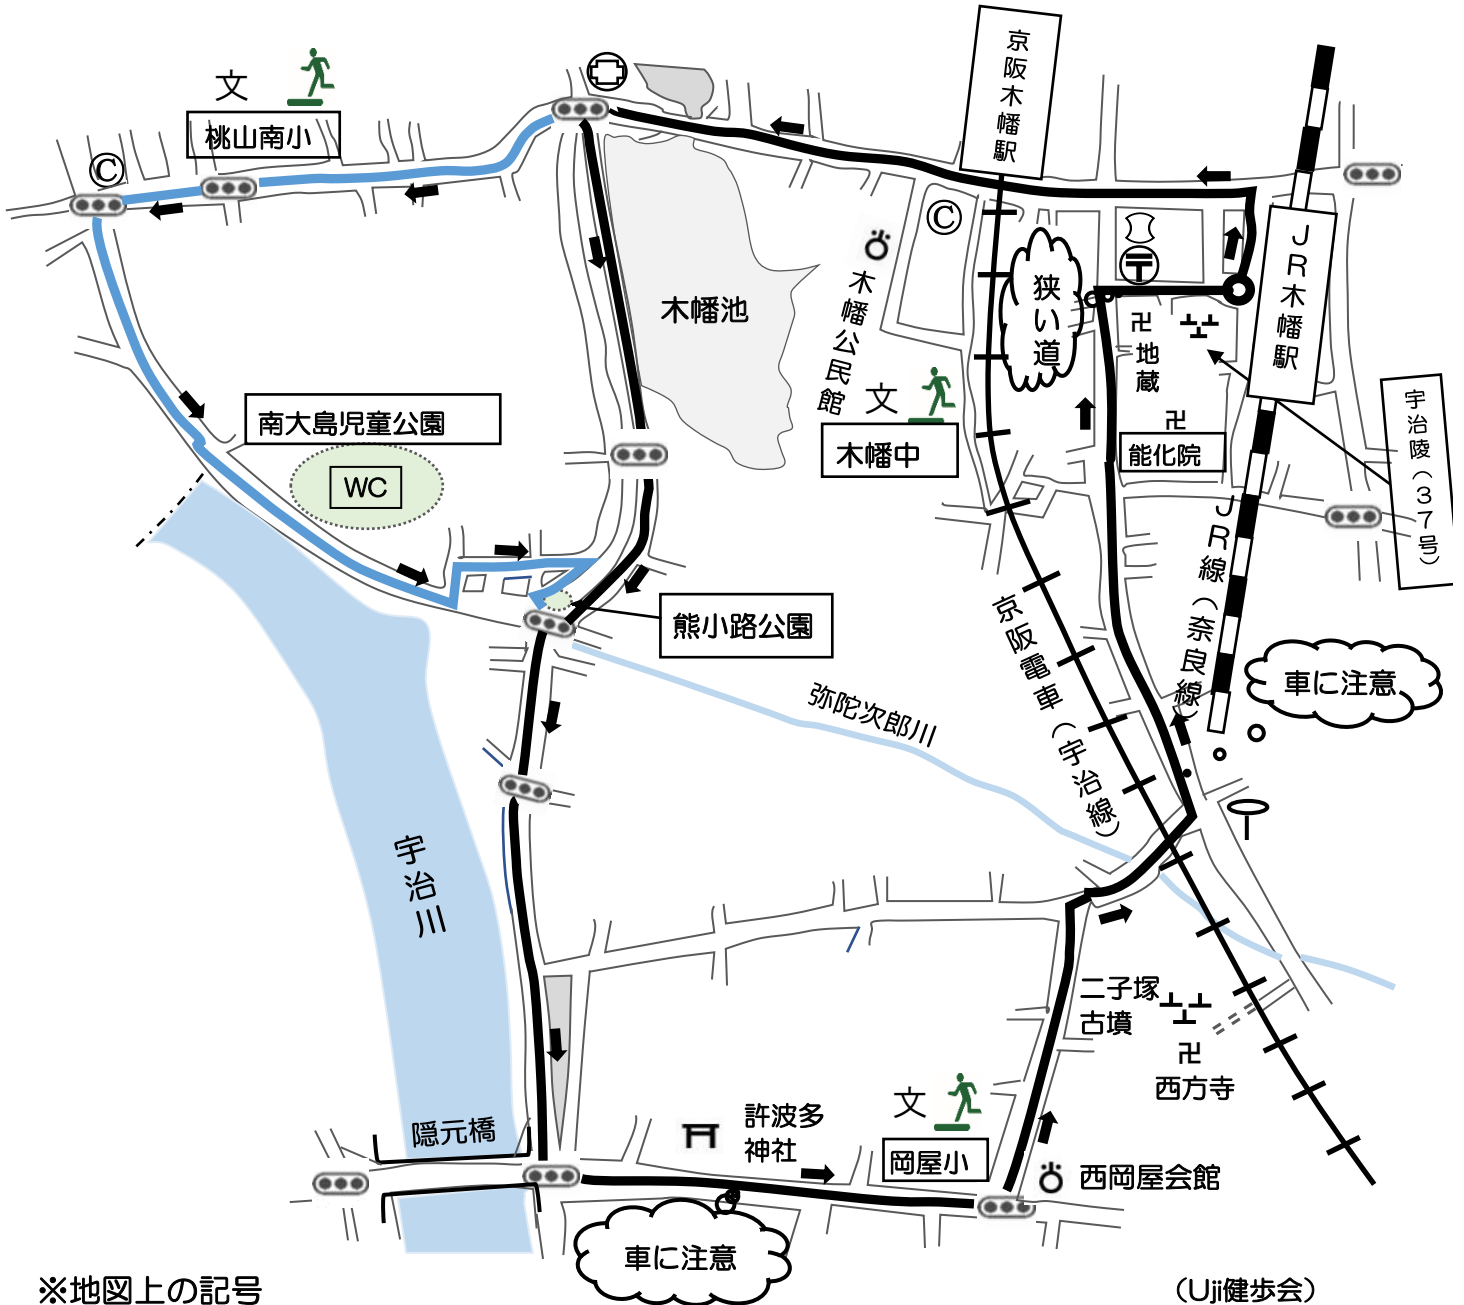 京阪木幡駅
文
桃山南小
Ⓒ
木幡池
木幡公民館
Ⓒ
狭い道
〒
JR木幡駅
卍
地蔵
文
木幡中
卍
能化院
宇治陵(37号)
南大島児童公園
WC
JR線(奈良線)
京阪電車(宇治線)
熊小路公園
車に注意
弥陀次郎川
宇治川
二子塚
古墳
卍
西方寺
隠元橋
許波多
神社
文
岡屋小
西岡屋会館
車に注意
※地図上の記号
(Uji健歩会)